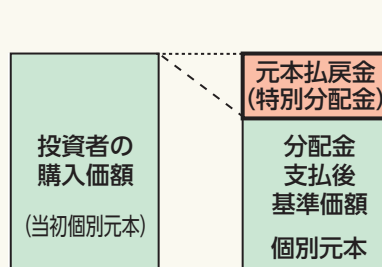 投資者の
購入価額
(当初個別元本)
元本払戻金
(特別分配金)
分配金
支払後
基準価額
個別元本